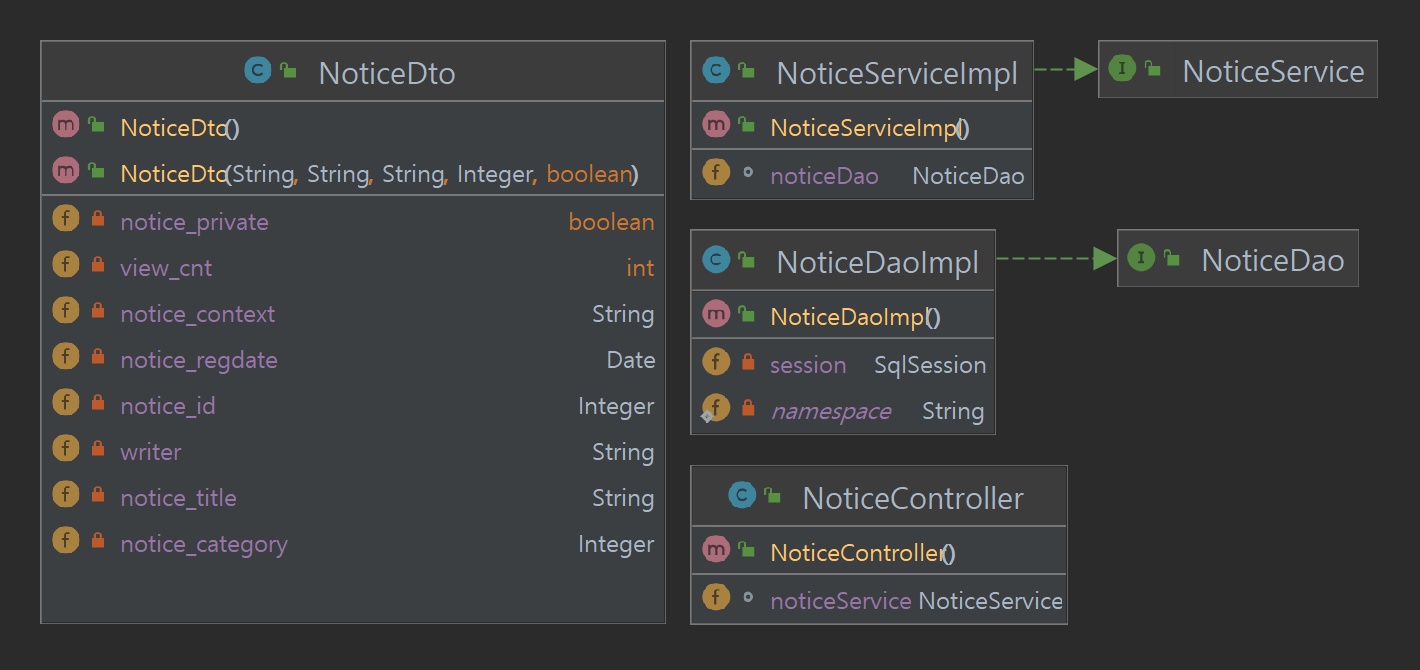 NoticeDto
NoticeDto()
NoticeDto(String, String, String, Integer, boolean)
notice_private boolean
view_cnt int
notice_context String
notice_regdate Date
notice_id Integer
writer String
notice_title String
notice_category Integer
NoticeServiceImpl
NoticeServiceImpl()
noticeDao NoticeDao
NoticeService
NoticeDaoImpl
NoticeDaoImpl()
session SqlSession
namespace String
NoticeDao
NoticeController
NoticeController()
noticeService NoticeService